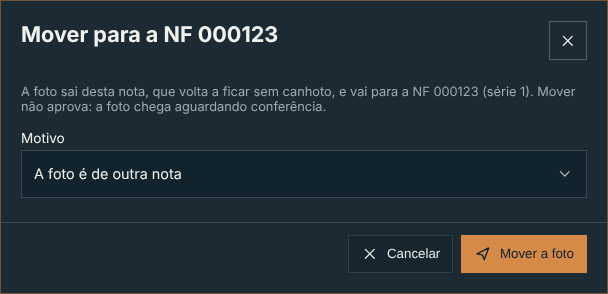 Mover para a NF 000123
A foto sai desta nota, que volta a ficar sem canhoto, e vai para a NF 000123 (série 1). Mover
não aprova: a foto chega aguardando conferência.
Motivo
A foto é de outra nota
Cancelar
Mover a foto